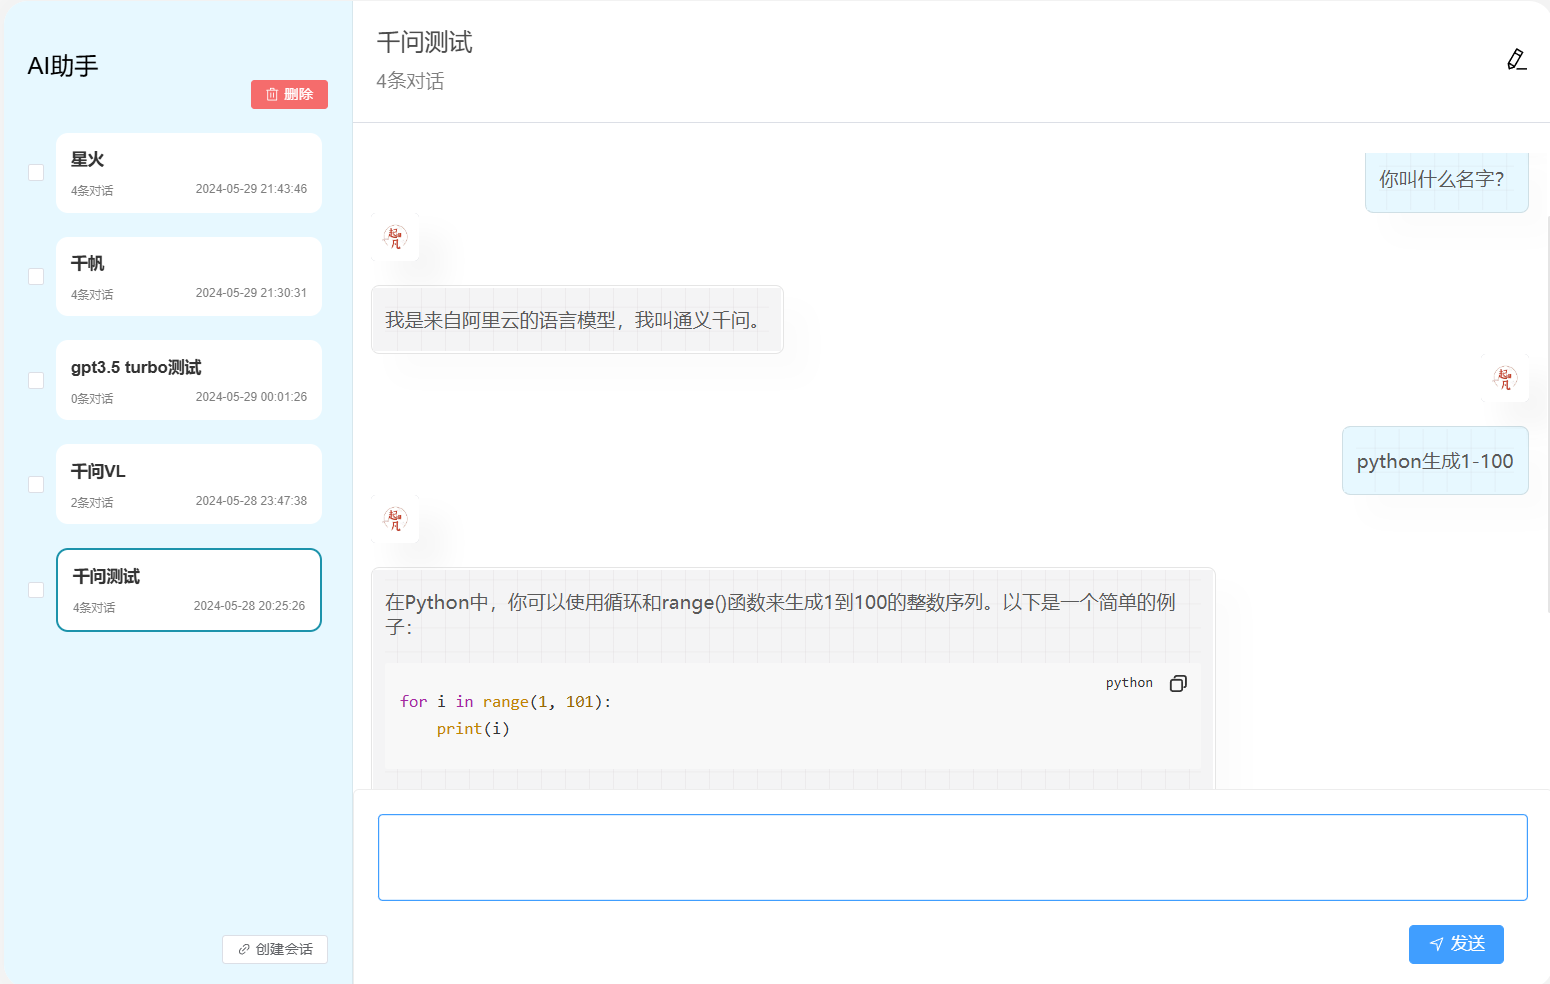 AI助手
删除
星火
4条对话 2024-05-29 21:43:46
千帆
4条对话 2024-05-29 21:30:31
gpt3.5 turbo测试
0条对话 2024-05-29 00:01:26
千问VL
2条对话 2024-05-28 23:47:38
千问测试
4条对话 2024-05-28 20:25:26
创建会话
千问测试
4条对话
你叫什么名字?
起凡
我是来自阿里云的语言模型，我叫通义千问。
起凡
python生成1-100
起凡
在Python中，你可以使用循环和range()函数来生成1到100的整数序列。以下是一个简单的例
子：
python
for i in range(1, 101):
    print(i)
发送